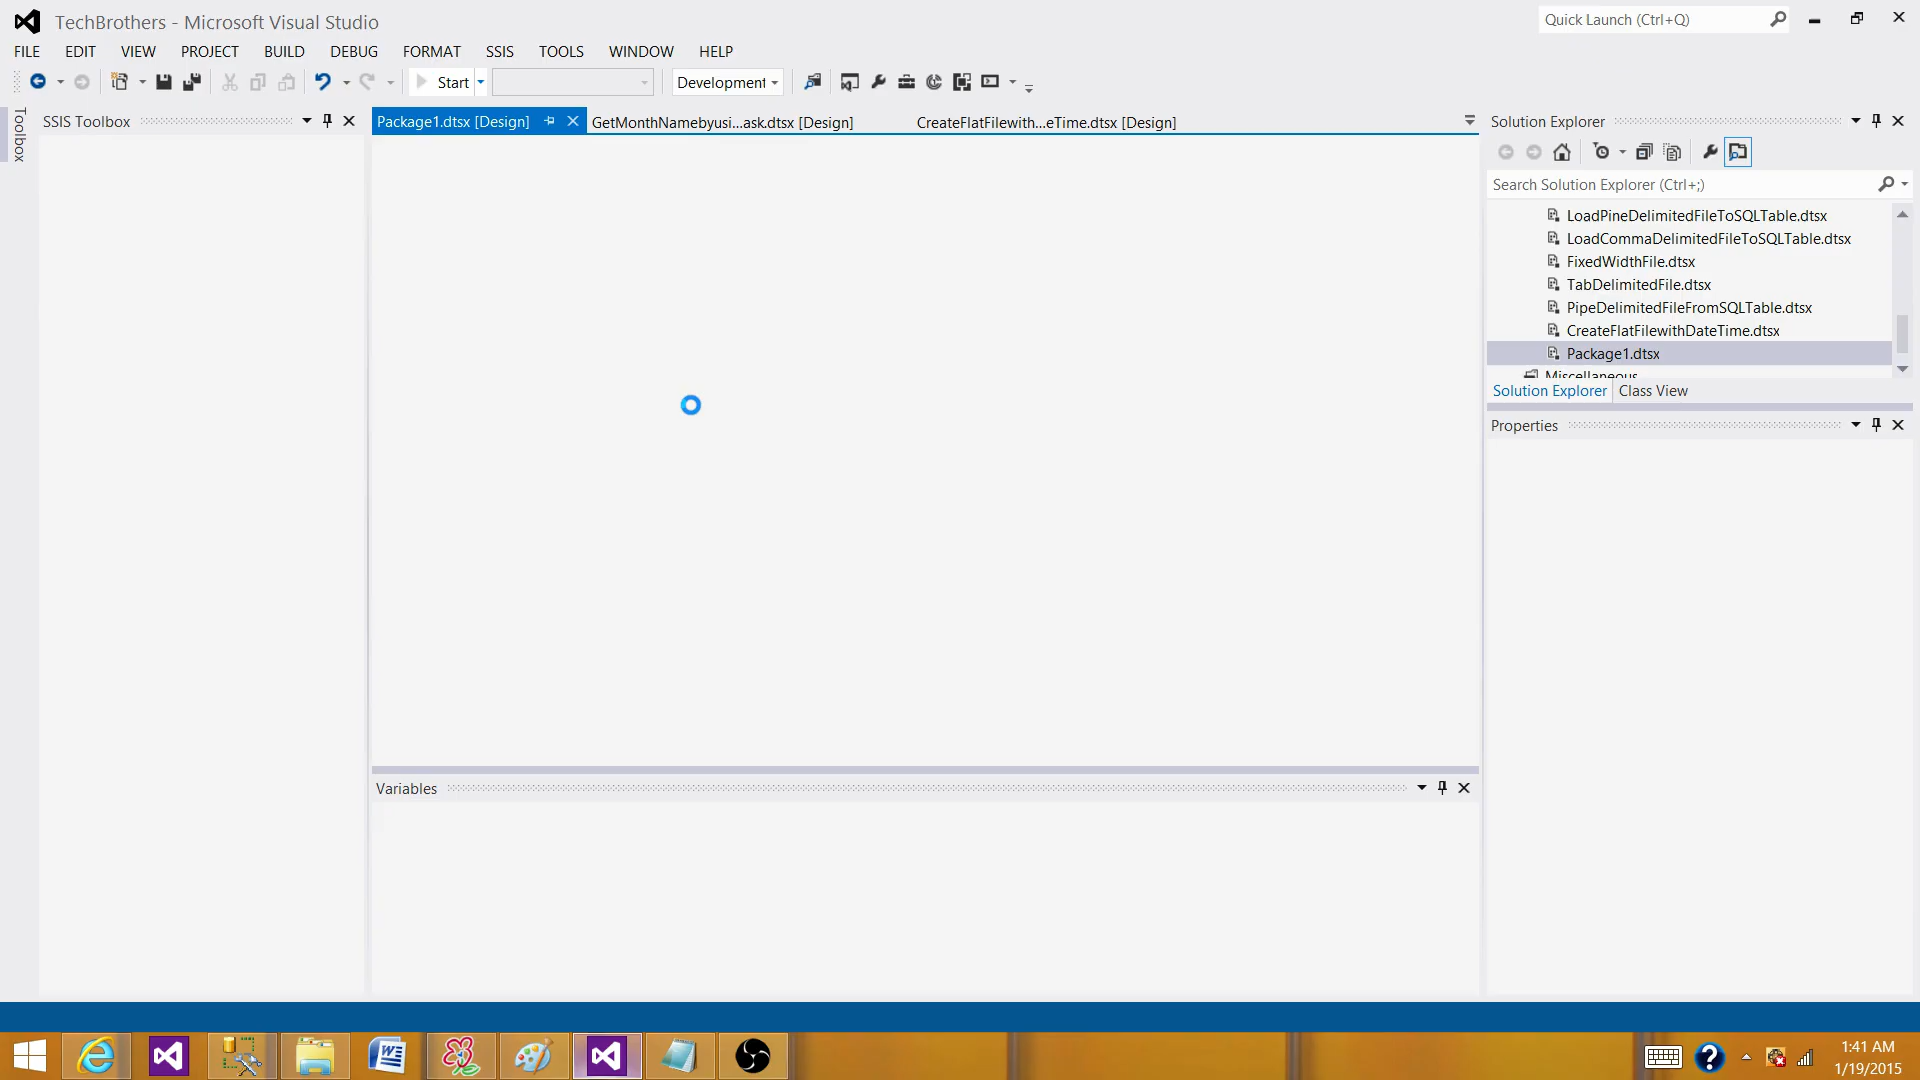 TechBrothers - Microsoft Visual Studio
Quick Launch (Ctrl+Q)
FILE EDIT VIEW PROJECT BUILD DEBUG FORMAT SSIS TOOLS WINDOW HELP
Start Development
Toolbox
SSIS Toolbox
Package1.dtsx [Design] GetMonthNamebyusi...ask.dtsx [Design] CreateFlatFilewith...eTime.dtsx [Design]
Solution Explorer
Search Solution Explorer (Ctrl+;)
LoadPineDelimitedFileToSQLTable.dtsx
LoadCommaDelimitedFileToSQLTable.dtsx
FixedWidthFile.dtsx
TabDelimitedFile.dtsx
PipeDelimitedFileFromSQLTable.dtsx
CreateFlatFilewithDateTime.dtsx
Package1.dtsx
Miscellaneous
Solution Explorer Class View
Properties
Variables
1:41 AM
1/19/2015